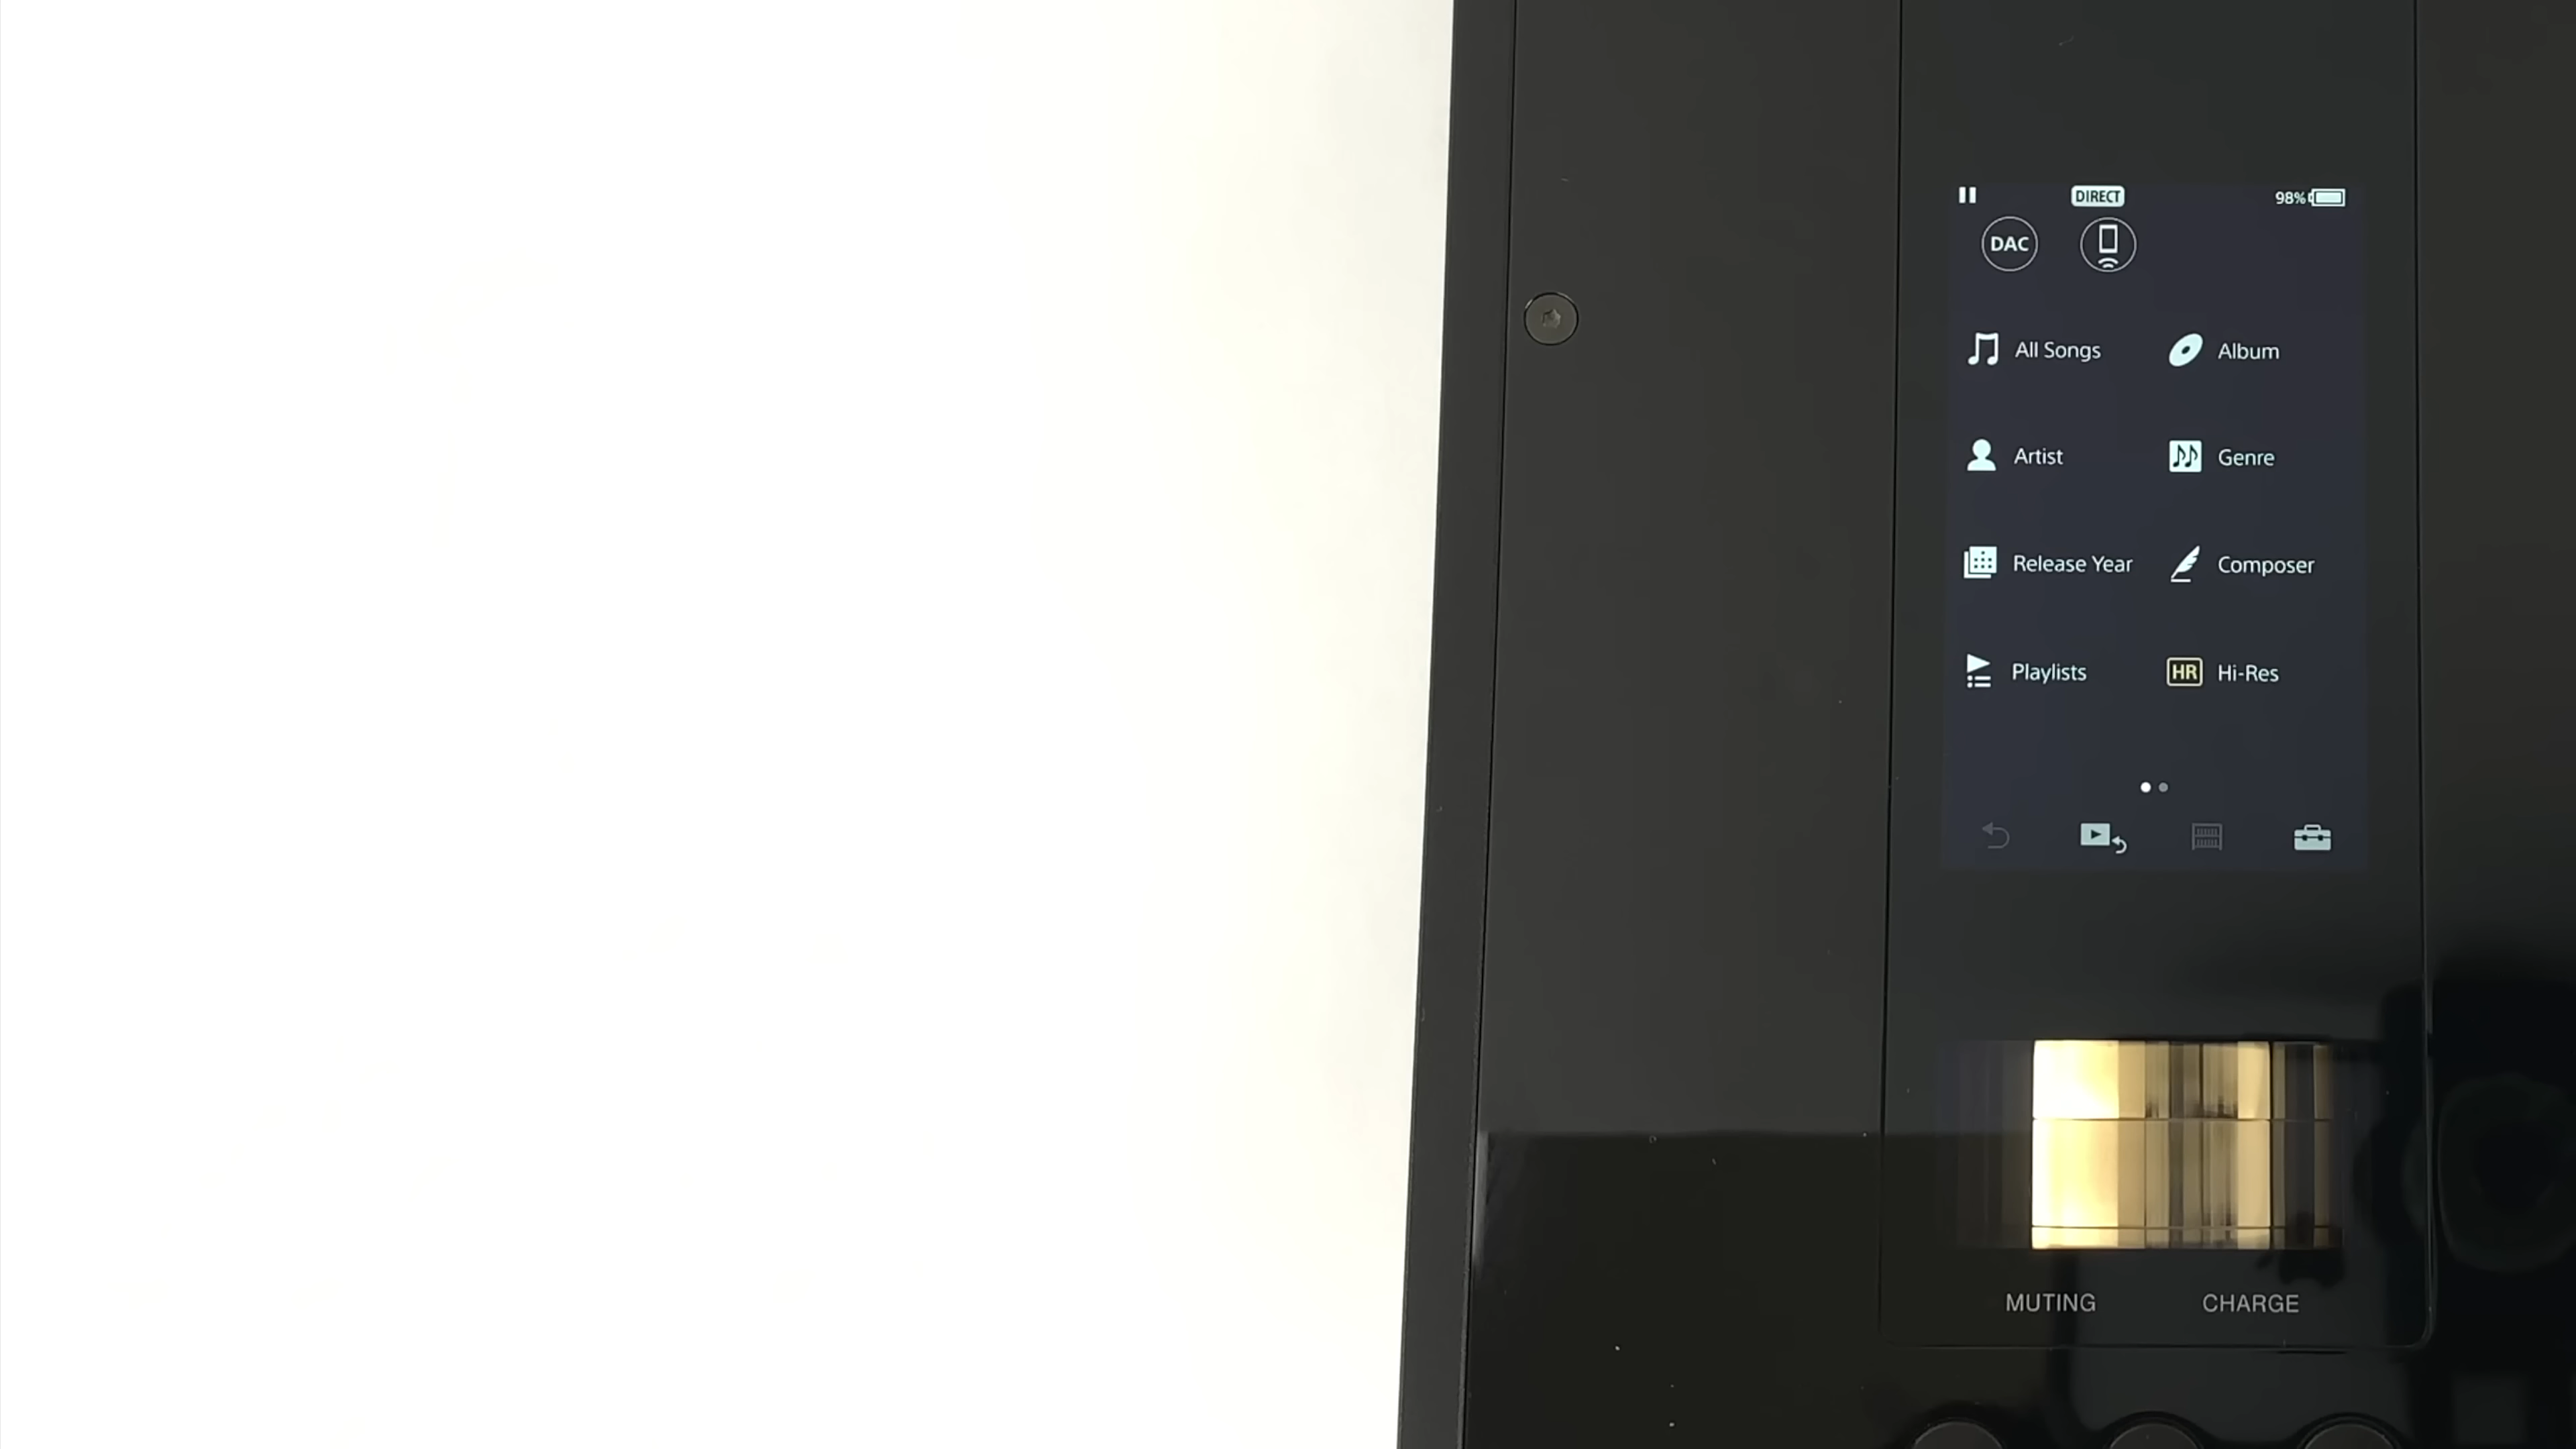 DIRECT 98%
DAC
All Songs Album
Artist Genre
Release Year Composer
Playlists HR Hi-Res
MUTING CHARGE